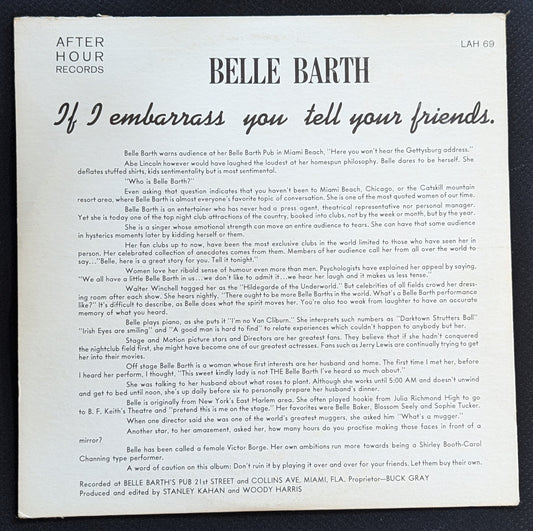 AFTER
HOUR
RECORDS
LAH 69
BELLE BARTH
If I embarrass you tell your friends.
Belle Barth warns audience at her Belle Barth Pub in Miami Beach, "Here you won't hear the Gettysburg address."
Abe Lincoln however would have laughed the loudest at her homespun philosophy. Belle dares to be herself. She
deflates stuffed shirts, kids sentimentality but is most sentimental.
"Who is Belle Barth?"
Even asking that question indicates that you haven't been to Miami Beach, Chicago, or the Catskill mountain
resort area, where Belle Barth is almost everyone's favorite topic of conversation. She is one of the most quoted women of our time.
Belle Barth is an entertainer who has never had a press agent, theatrical representative nor personal manager.
Yet she is today one of the top night club attractions of the country, booked into clubs, not by the week or month, but by the year.
She is a singer whose emotional strength can move an entire audience to tears. She can have that same audience
in hysterics moments later by kidding herself or them.
Her fan clubs up to now, have been the most exclusive clubs in the world limited to those who have seen her in
person. Her celebrated collection of anecdotes comes from them. Members of her audience call her from all over the world to
say..."Belle, here is a great story for you. Tell it tonight."
Women love her ribald sense of humour even more than men. Psychologists have explained her appeal by saying,
"We all have a little Belle Barth in us...we don't like to admit it...we hear her laugh and it makes us less tense."
Walter Winchell tagged her as the "Hildegarde of the Underworld." But celebrities of all fields crowd her dress-
ing room after each show. She hears nightly, "There ought to be more Belle Barths in the world. What's a Belle Barth performance
like?" It's difficult to describe, as Belle does what the spirit moves her. You're also too weak from laughter to have an accurate
memory of what you heard.
Belle plays piano, as she puts it "I'm no Van Cliburn." She interprets such numbers as "Darktown Strutters Ball"
"Irish Eyes are smiling" and "A good man is hard to find" to relate experiences which couldn't happen to anybody but her.
Stage and Motion picture stars and Directors are her greatest fans. They believe that if she hadn't conquered
the nightclub field first, she might have become one of our greatest actresses. Fans such as Jerry Lewis are continually trying to get
her into their movies.
Off stage Belle Barth is a woman whose first interests are her husband and home. The first time I met her, before
I heard her perform, I thought, "This sweet kindly lady is not THE Belle Barth I've heard so much about."
She was talking to her husband about what roses to plant. Although she works until 5:00 AM and doesn't unwind
and get to bed until noon, she's up daily before six to personally prepare her husband's dinner.
Belle is originally from New York's East Harlem area. She often played hookie from Julia Richmond High to go
to B. F. Keith's Theatre and "pretend this is me on the stage." Her favorites were Belle Baker, Blossom Seely and Sophie Tucker.
When one director said she was one of the world's greatest muggers, she asked him "What's a mugger."
Another star, to her amazement, asked her, how many hours do you practise making those faces in front of a
mirror?
Belle has been called a female Victor Borge. Her own ambitions run more towards being a Shirley Booth-Carol
Channing type performer.
A word of caution on this album: Don't ruin it by playing it over and over for your friends. Let them buy their own.
Recorded at BELLE BARTH'S PUB 21st STREET and COLLINS AVE. MIAMI, FLA. Proprietor—BUCK GRAY
Produced and edited by STANLEY KAHAN and WOODY HARRIS